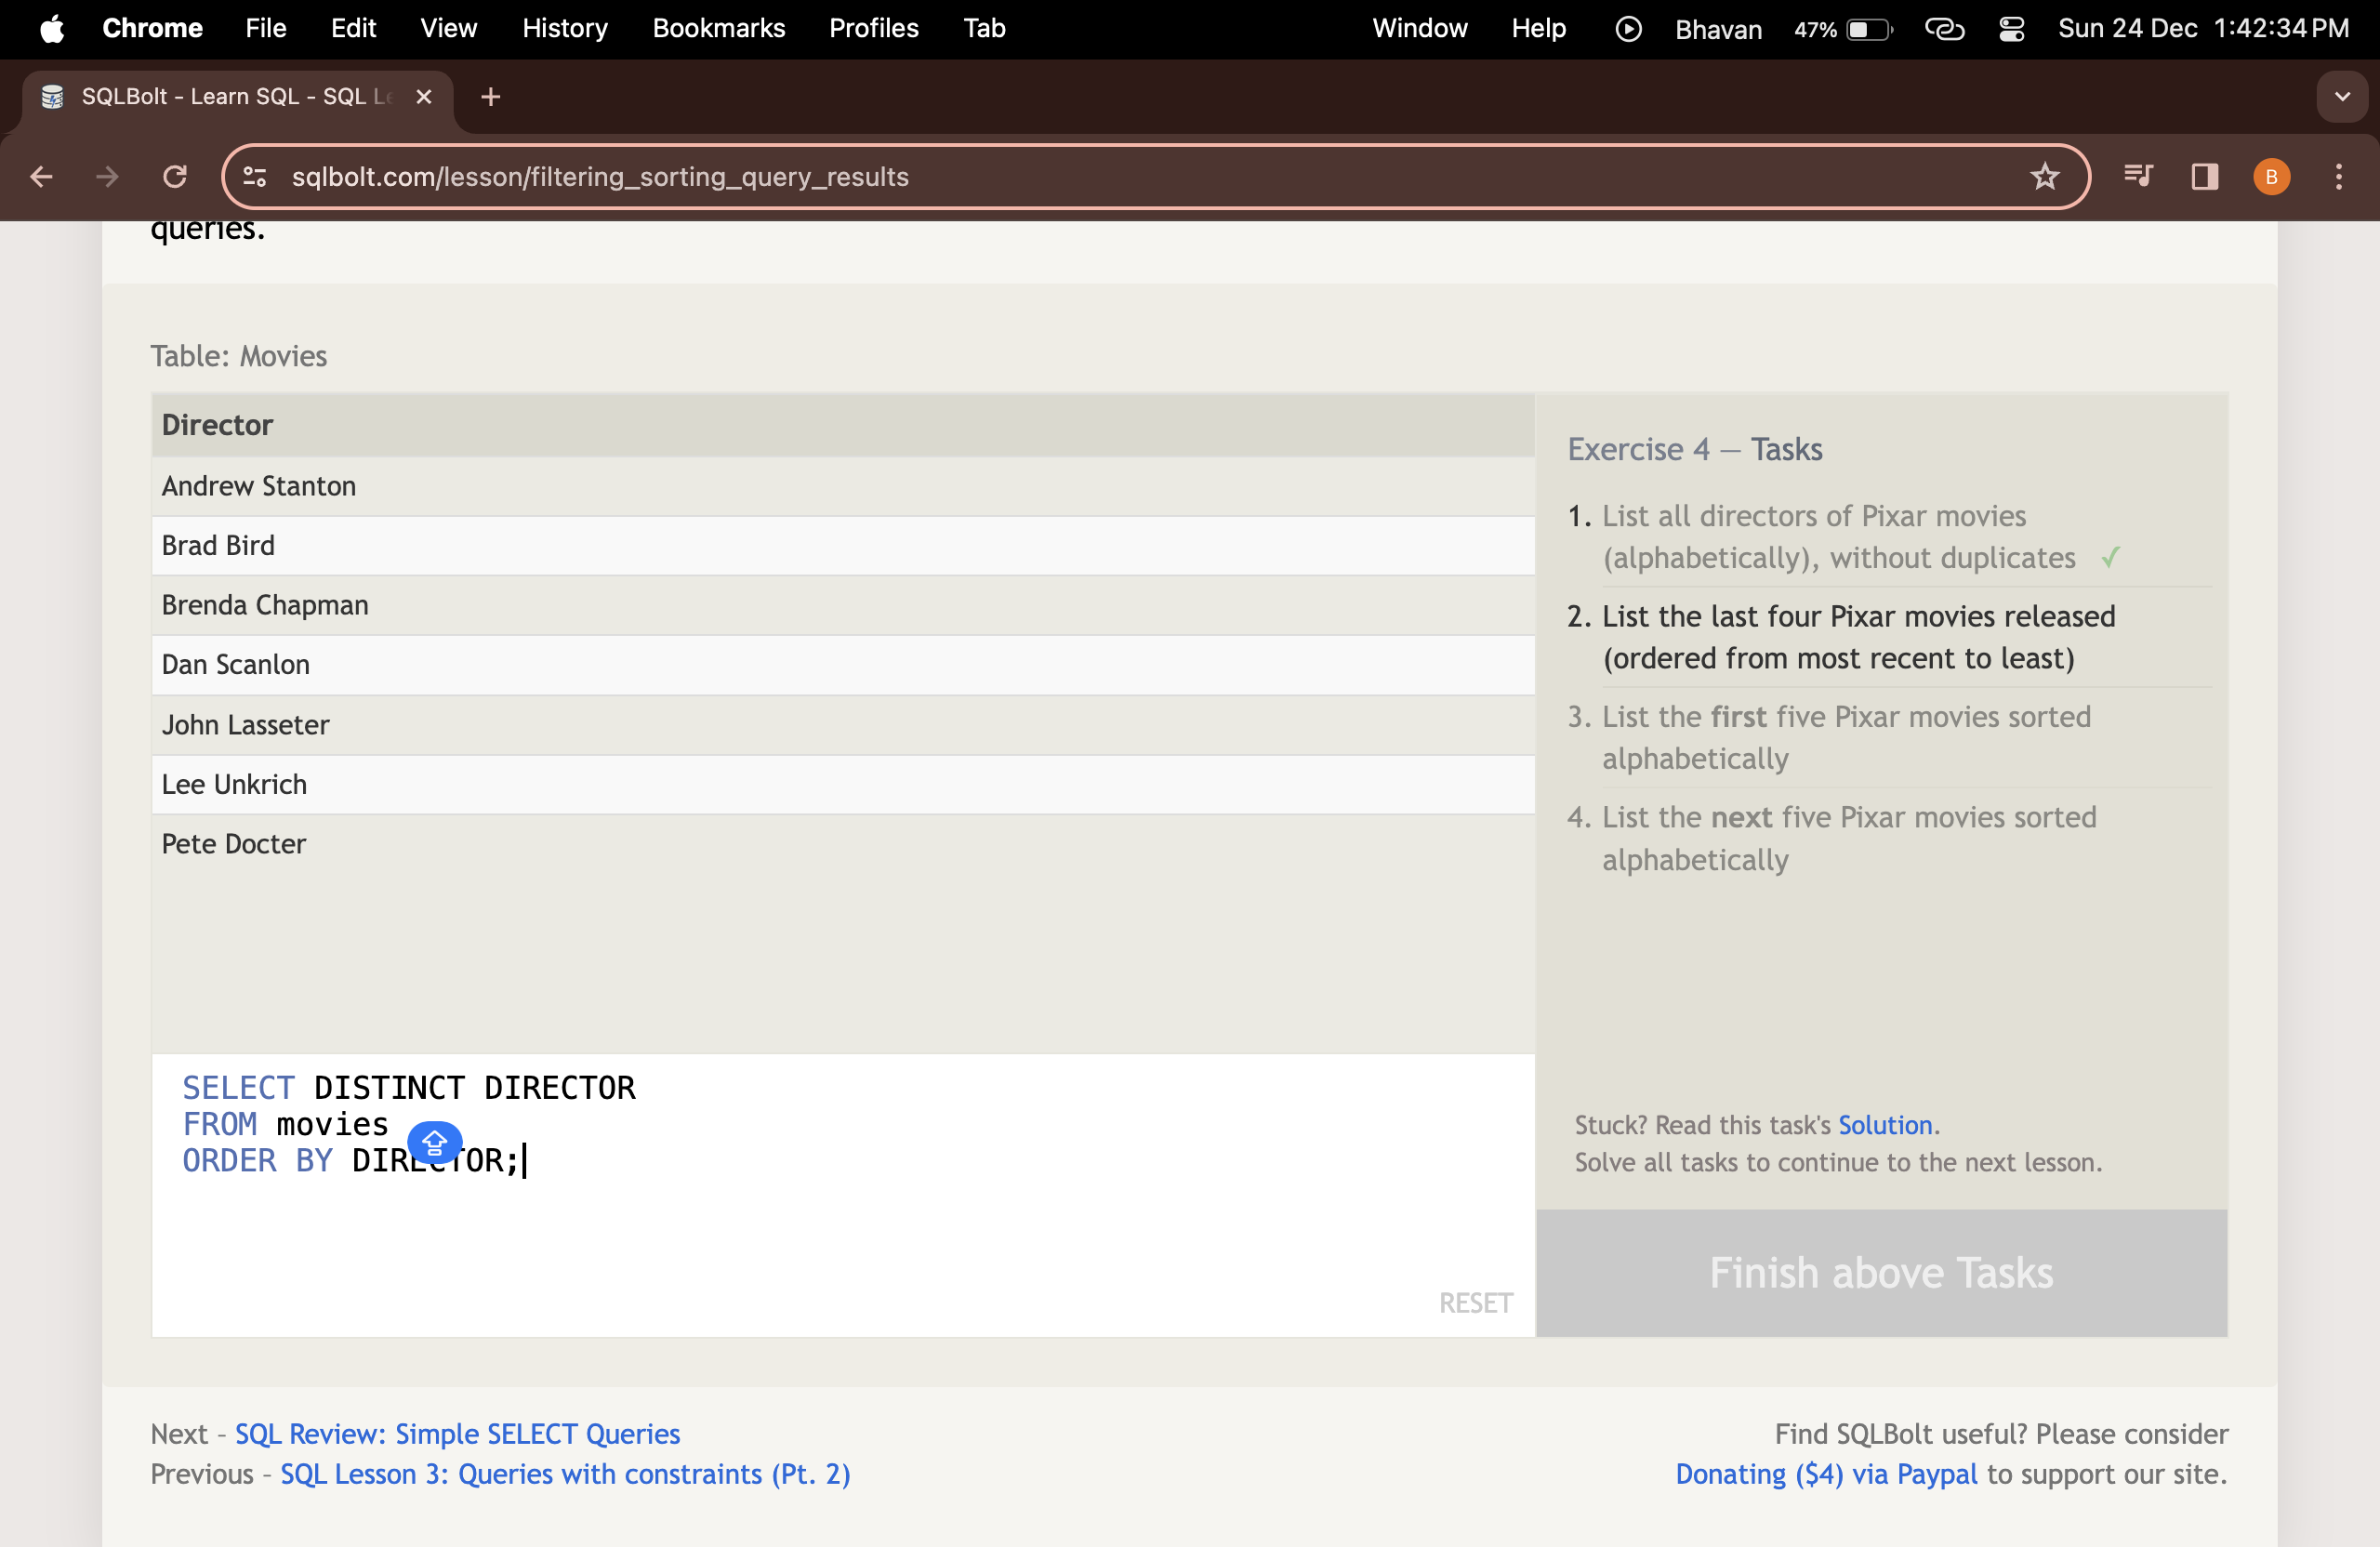 Chrome File Edit View History Bookmarks Profiles Tab Window Help Bhavan 47% Sun 24 Dec 1:42:34 PM
SQLBolt - Learn SQL - SQL
sqlbolt.com/lesson/filtering_sorting_query_results B
queries.
Table: Movies
Director
Andrew Stanton
Brad Bird
Brenda Chapman
Dan Scanlon
John Lasseter
Lee Unkrich
Pete Docter
SELECT DISTINCT DIRECTOR
FROM movies
ORDER BY DIRECTOR;
RESET
Exercise 4 — Tasks
1. List all directors of Pixar movies
(alphabetically), without duplicates ✓
2. List the last four Pixar movies released
(ordered from most recent to least)
3. List the first five Pixar movies sorted
alphabetically
4. List the next five Pixar movies sorted
alphabetically
Stuck? Read this task's Solution.
Solve all tasks to continue to the next lesson.
Finish above Tasks
Next – SQL Review: Simple SELECT Queries
Previous – SQL Lesson 3: Queries with constraints (Pt. 2)
Find SQLBolt useful? Please consider
Donating ($4) via Paypal to support our site.